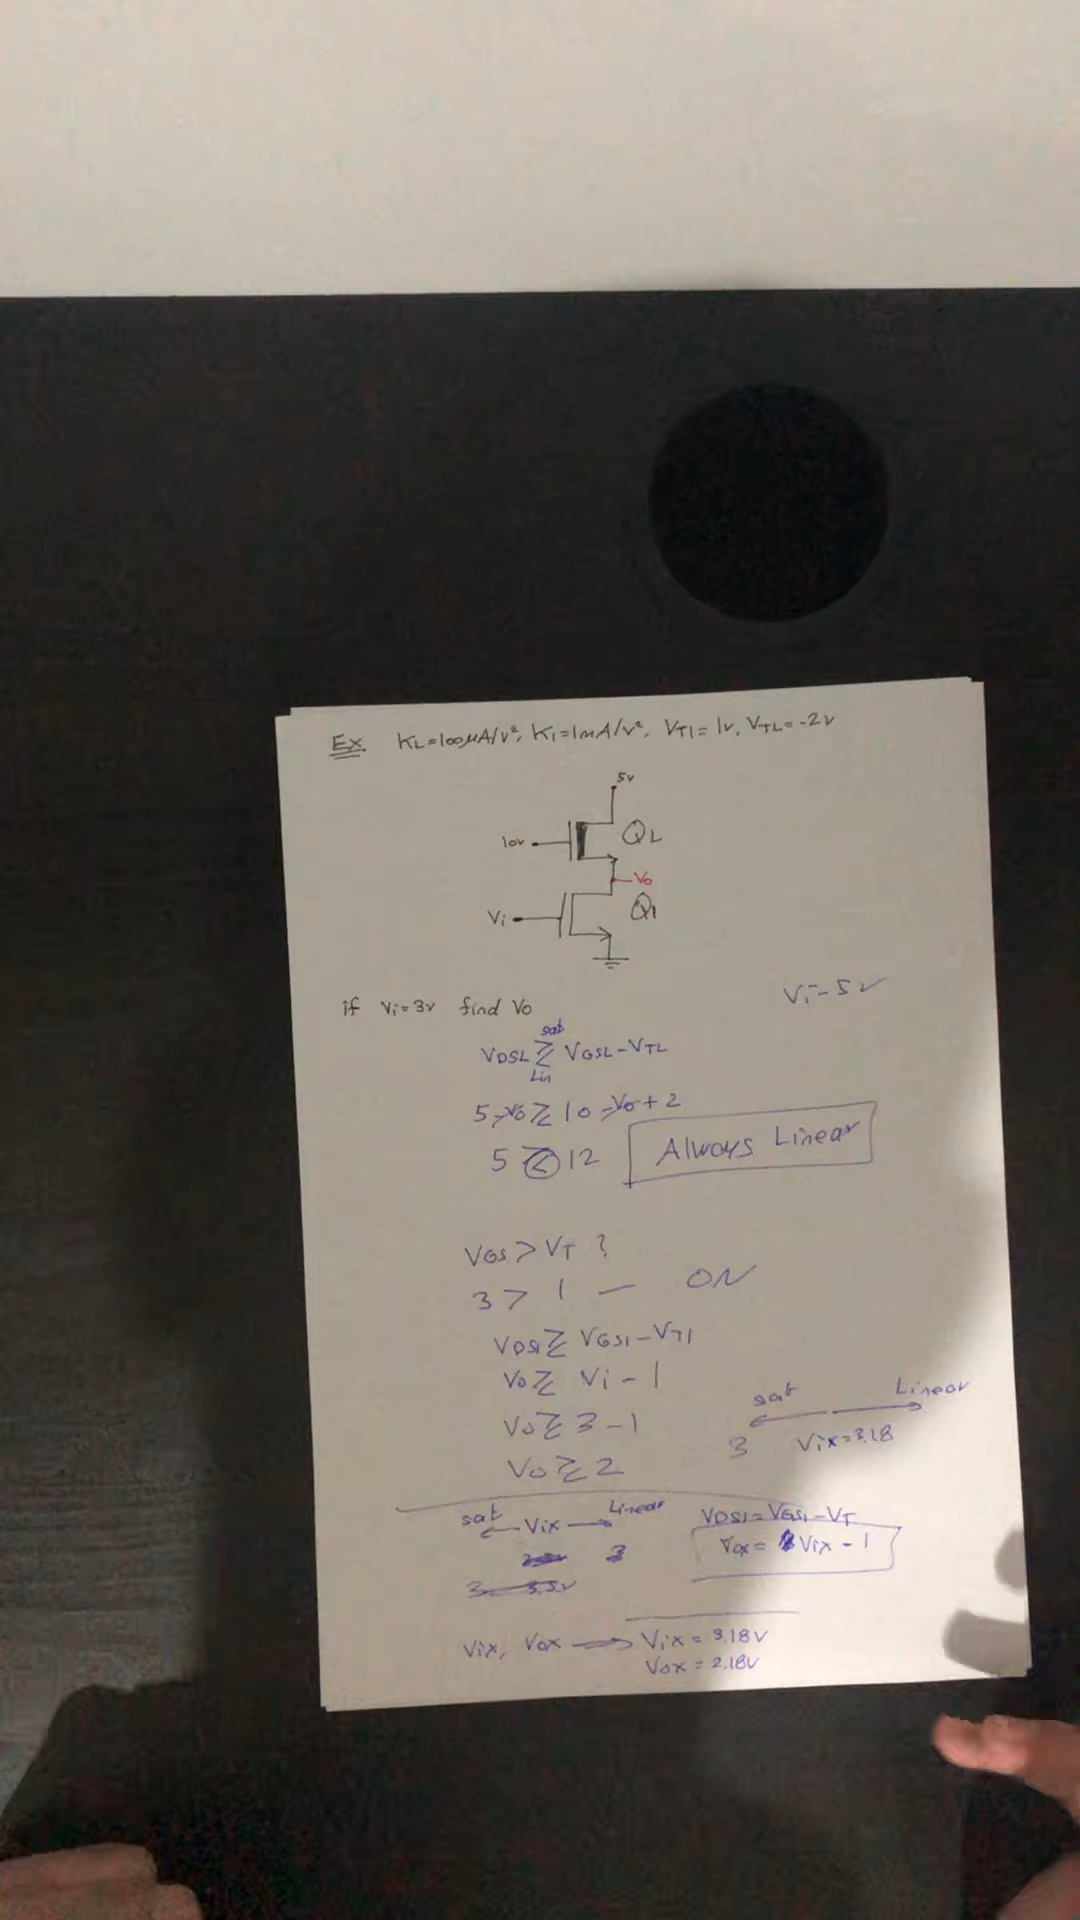 Ex KL=100μA/V², K1=1mA/V², VT1=1V, VTL=-2V
5V
10V
QL
Vo
Vi
Q1
if Vi=3V find Vo
Vi=5V
sat
VDSL ≷ VGSL-VTL
Lin
5-Vo ≷ 10-Vo+2
5 < 12
Always Linear
VGS > VT ?
3 > 1 — ON
VDS1 ≷ VGS1-VT1
Vo ≷ Vi - 1
Vo ≷ 3-1
Vo ≷ 2
sat Linear
3 Vix=3.18
sat ← Vix → Linear
3
3 3.5V
VDS1=VGS1-VT
Vox= Vix-1
Vix, Vox → Vix=3.18V
Vox=2.18V